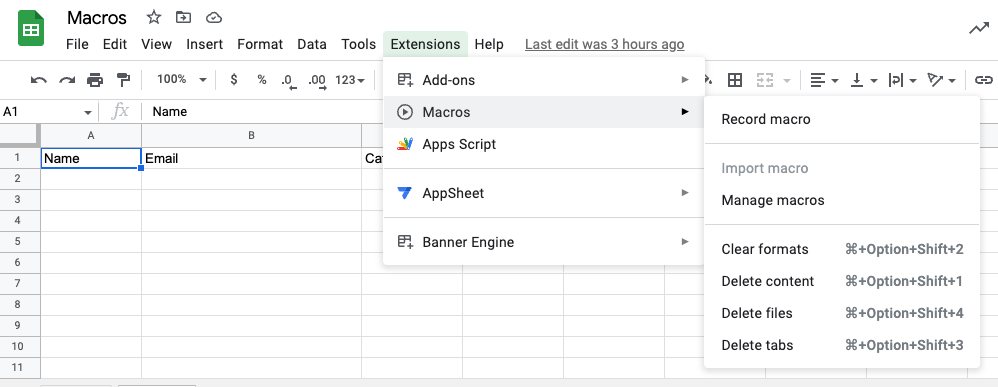 Macros
File Edit View Insert Format Data Tools Extensions Help Last edit was 3 hours ago
100% $ % .0 .00 123
A1 fx Name
A B
1 Name Email
2
3
4
5
6
7
8
9
10
11
Add-ons
Macros
Apps Script
AppSheet
Banner Engine
Record macro
Import macro
Manage macros
Clear formats ⌘+Option+Shift+2
Delete content ⌘+Option+Shift+1
Delete files ⌘+Option+Shift+4
Delete tabs ⌘+Option+Shift+3